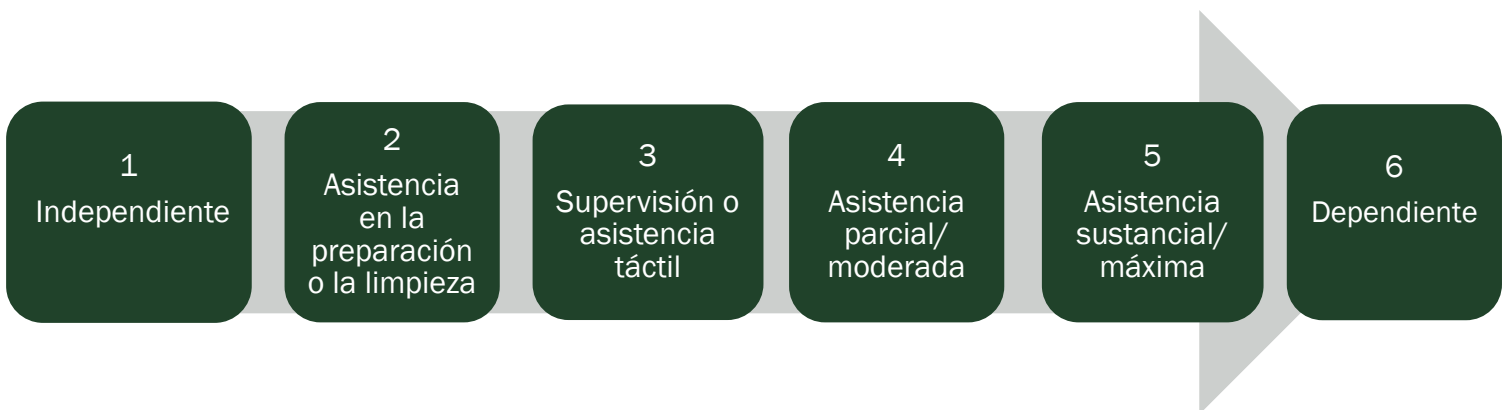 1
Independiente
2
Asistencia
en la
preparación
o la limpieza
3
Supervisión o
asistencia
táctil
4
Asistencia
parcial/
moderada
5
Asistencia
sustancial/
máxima
6
Dependiente